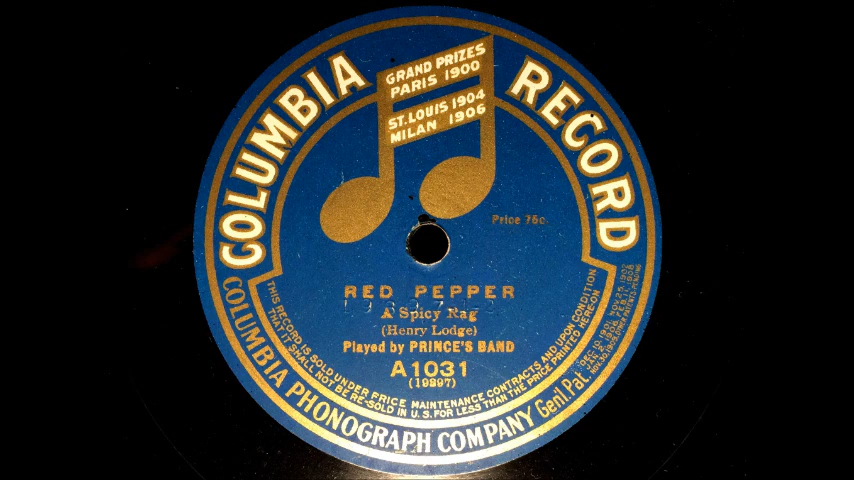 COLUMBIA RECORD
GRAND PRIZES
PARIS 1900
ST. LOUIS 1904
MILAN 1906
Price 75c.
RED PEPPER
A Spicy Rag
(Henry Lodge)
Played by PRINCE'S BAND
A1031
(19397)
THIS RECORD IS SOLD UNDER PRICE MAINTENANCE CONTRACTS AND UPON CONDITION
THAT IT SHALL NOT BE RE-SOLD IN U.S. FOR LESS THAN THE PRICE PRINTED HEREON
COLUMBIA PHONOGRAPH COMPANY Gen'l.
Pat.